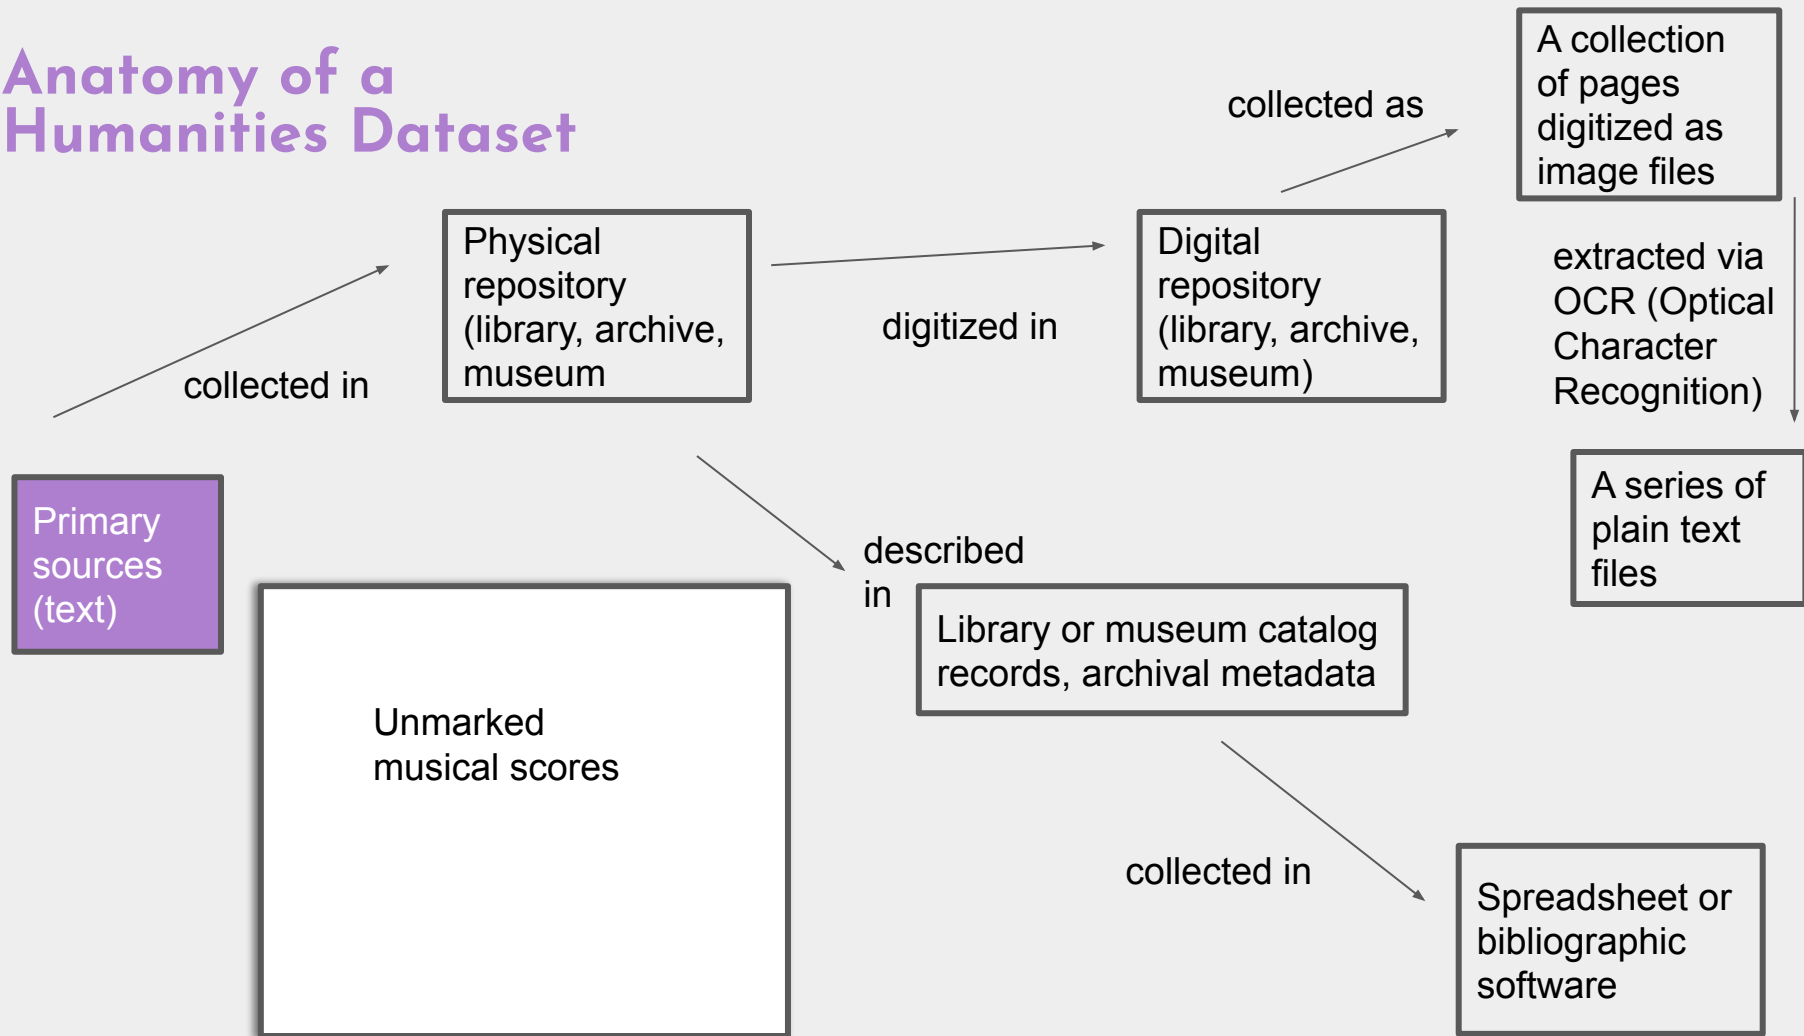 Anatomy of a
Humanities Dataset
collected as
A collection
of pages
digitized as
image files
Physical
repository
(library, archive,
museum
digitized in
Digital
repository
(library, archive,
museum)
extracted via
OCR (Optical
Character
Recognition)
collected in
Primary
sources
(text)
A series of
plain text
files
described
in
Library or museum catalog
records, archival metadata
Unmarked
musical scores
collected in
Spreadsheet or
bibliographic
software